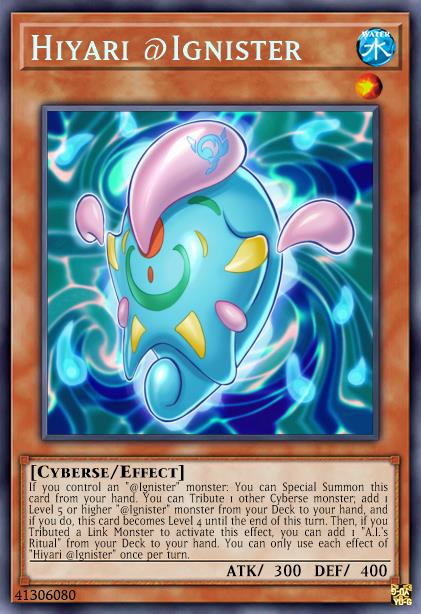 Hiyari @Ignister
WATER
水
[Cyberse/Effect]
If you control an "@Ignister" monster: You can Special Summon this
card from your hand. You can Tribute 1 other Cyberse monster; add 1
Level 5 or higher "@Ignister" monster from your Deck to your hand, and
if you do, this card becomes Level 4 until the end of this turn. Then, if you
Tributed a Link Monster to activate this effect, you can add 1 "A.I.'s
Ritual" from your Deck to your hand. You can only use each effect of
"Hiyari @Ignister" once per turn.
ATK/ 300 DEF/ 400
41306080